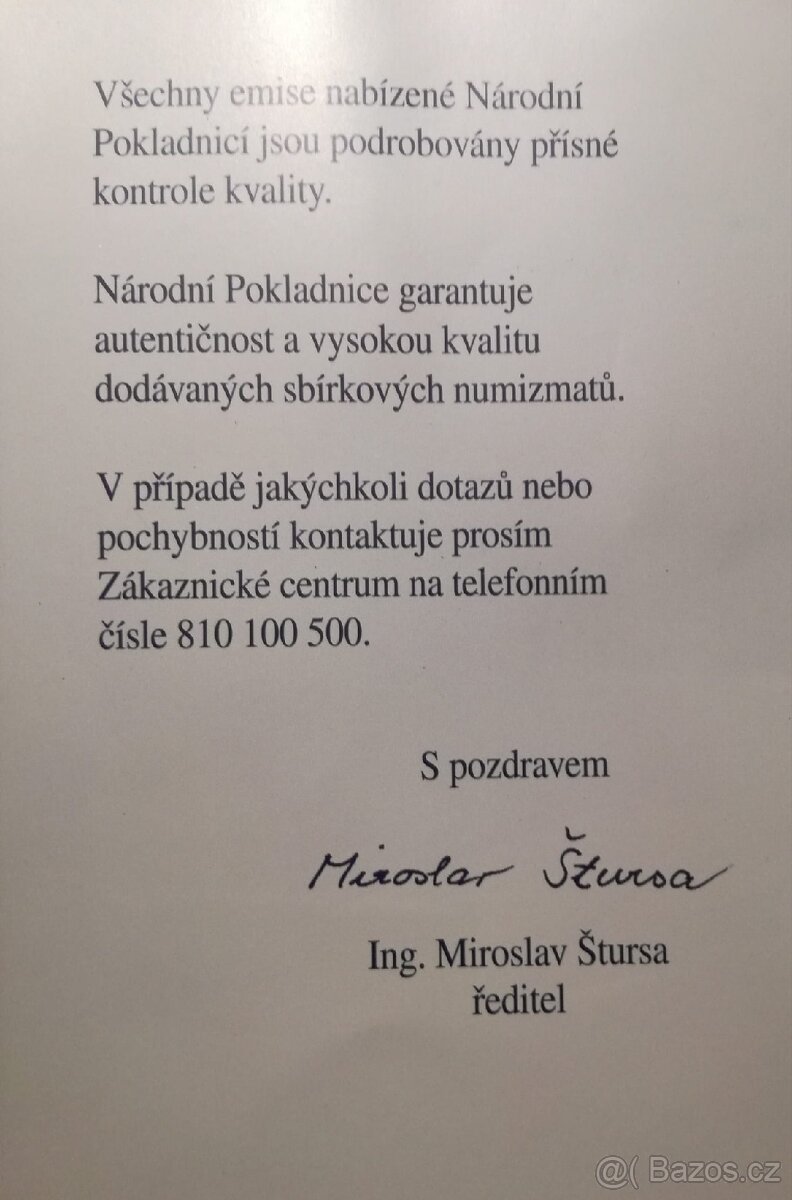 Všechny emise nabízené Národní
Pokladnicí jsou podrobovány přísné
kontrole kvality.
Národní Pokladnice garantuje
autentičnost a vysokou kvalitu
dodávaných sbírkových numizmatů.
V případě jakýchkoli dotazů nebo
pochybností kontaktuje prosím
Zákaznické centrum na telefonním
čísle 810 100 500.
S pozdravem
Miroslav Štursa
Ing. Miroslav Štursa
ředitel
@( Bazos.cz